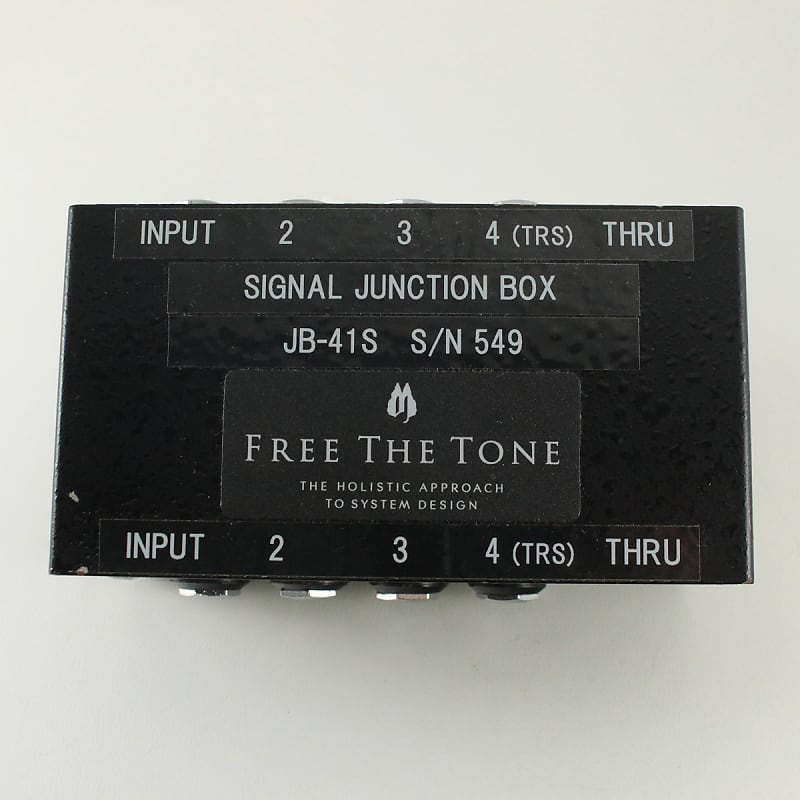 INPUT 2 3 4 (TRS) THRU
SIGNAL JUNCTION BOX
JB-41S S/N 549
FREE THE TONE
THE HOLISTIC APPROACH
TO SYSTEM DESIGN
INPUT 2 3 4 (TRS) THRU